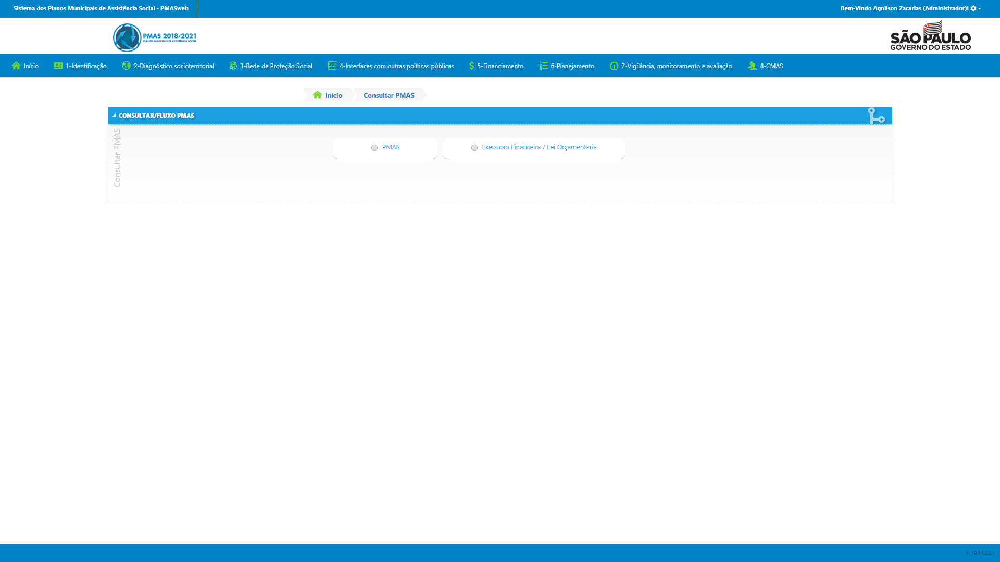 Sistema dos Planos Municipais de Assistência Social - PMASweb
Bem-Vindo Agnilson Zacarias (Administrador)!
PMAS 2018/2021
PLANOS MUNICIPAIS DE ASSISTÊNCIA SOCIAL
SÃO PAULO
GOVERNO DO ESTADO
Início
1-Identificação
2-Diagnóstico socioterritorial
3-Rede de Proteção Social
4-Interfaces com outras políticas públicas
5-Financiamento
6-Planejamento
7-Vigilância, monitoramento e avaliação
8-CMAS
Início
Consultar PMAS
CONSULTAR/FLUXO PMAS
Consultar PMAS
PMAS
Execucao Financeira / Lei Orçamentaria
V. 19.11.22.1